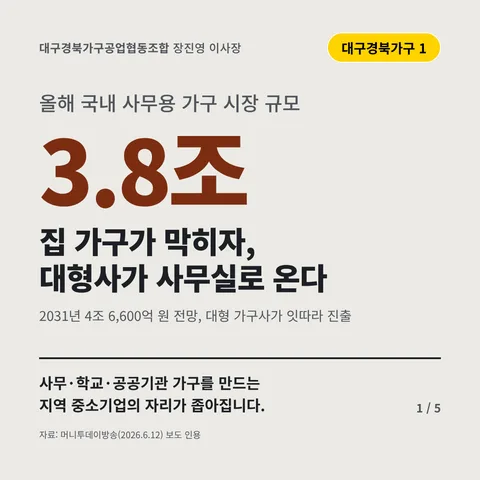 대구경북가구공업협동조합 장진영 이사장
대구경북가구 1
올해 국내 사무용 가구 시장 규모
3.8조
집 가구가 막히자,
대형사가 사무실로 온다
2031년 4조 6,600억 원 전망, 대형 가구사가 잇따라 진출
사무·학교·공공기관 가구를 만드는
지역 중소기업의 자리가 좁아집니다.
1 / 5
자료: 머니투데이방송(2026.6.12) 보도 인용